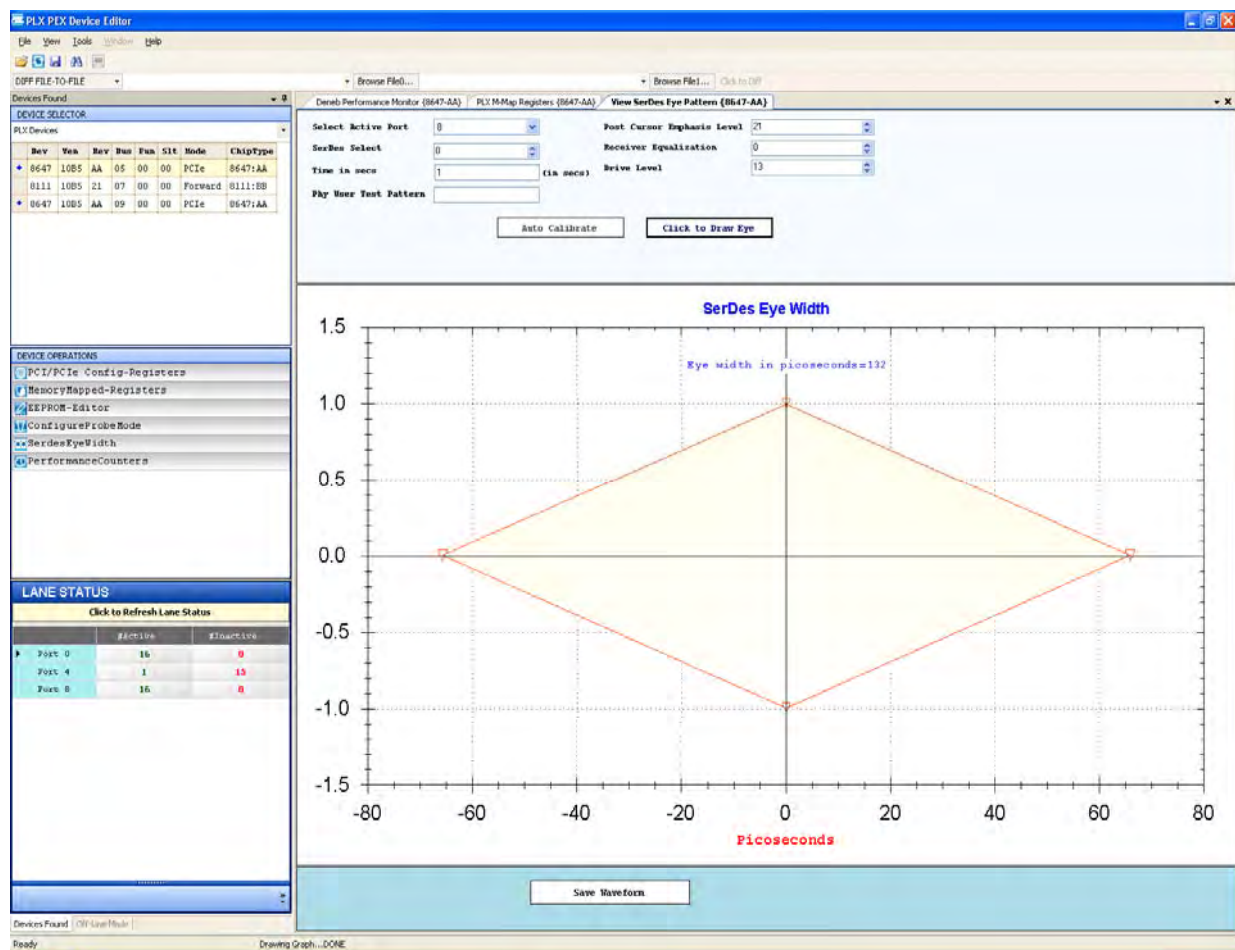 PLX PEX Device Editor
File View Tools Window Help
DIFF FILE-TO-FILE Browse File0... Browse File1... Click to Diff
Devices Found
DEVICE SELECTOR
PLX Devices
Dev Ven Rev Bus Fun Slt Mode ChipType
8647 10B5 AA 05 00 00 PCIe 8647:AA
8111 10B5 21 07 00 00 Forward 8111:BB
8647 10B5 AA 09 00 00 PCIe 8647:AA
DEVICE OPERATIONS
PCI/PCIe Config-Registers
MemoryMapped-Registers
EEPROM-Editor
ConfigureProbeMode
SerdesEyeWidth
PerformanceCounters
LANE STATUS
Click to Refresh Lane Status
#Active #Inactive
Port 0 16 0
Port 4 1 15
Port 8 16 0
Devices Found Off-Line Mode
Deneb Performance Monitor {8647-AA} PLX M-Map Registers {8647-AA} View SerDes Eye Pattern {8647-AA}
Select Active Port Post Cursor Emphasis Level 21
SerDes Select 0 Receiver Equalization 0
Time in secs 1 (in secs) Drive Level 13
Phy User Test Pattern
Auto Calibrate Click to Draw Eye
SerDes Eye Width
Eye width in picoseconds=132
1.5
1.0
0.5
0.0
-0.5
-1.0
-1.5
-80 -60 -40 -20 0 20 40 60 80
Picoseconds
Save Waveform
Ready Drawing Graph...DONE